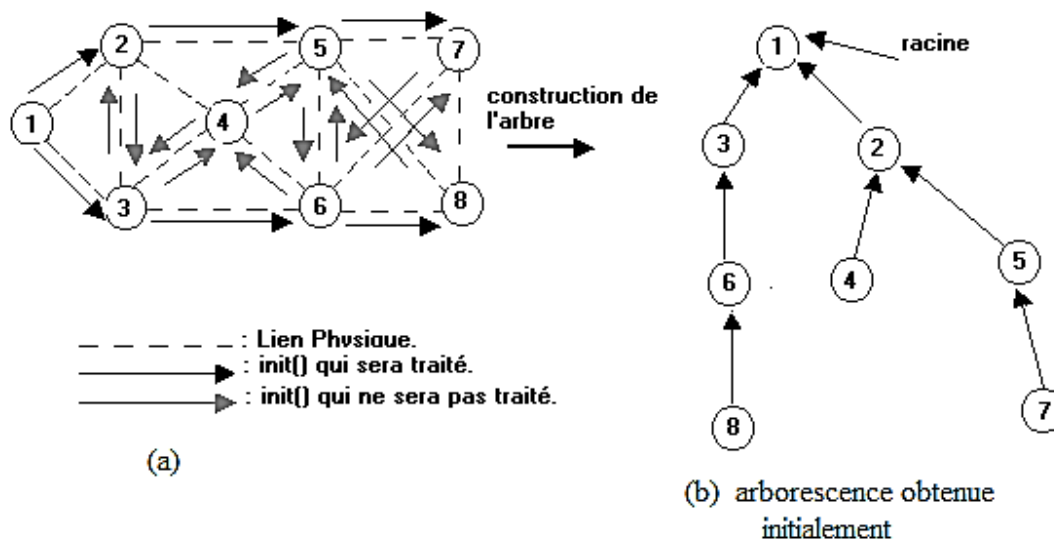 2
5
7
1
4
3
6
8
construction de
l'arbre
: Lien Physique.
: init() qui sera traité.
: init() qui ne sera pas traité.
(a)
1
racine
3
2
6
4
5
8
7
(b) arborescence obtenue
initialement